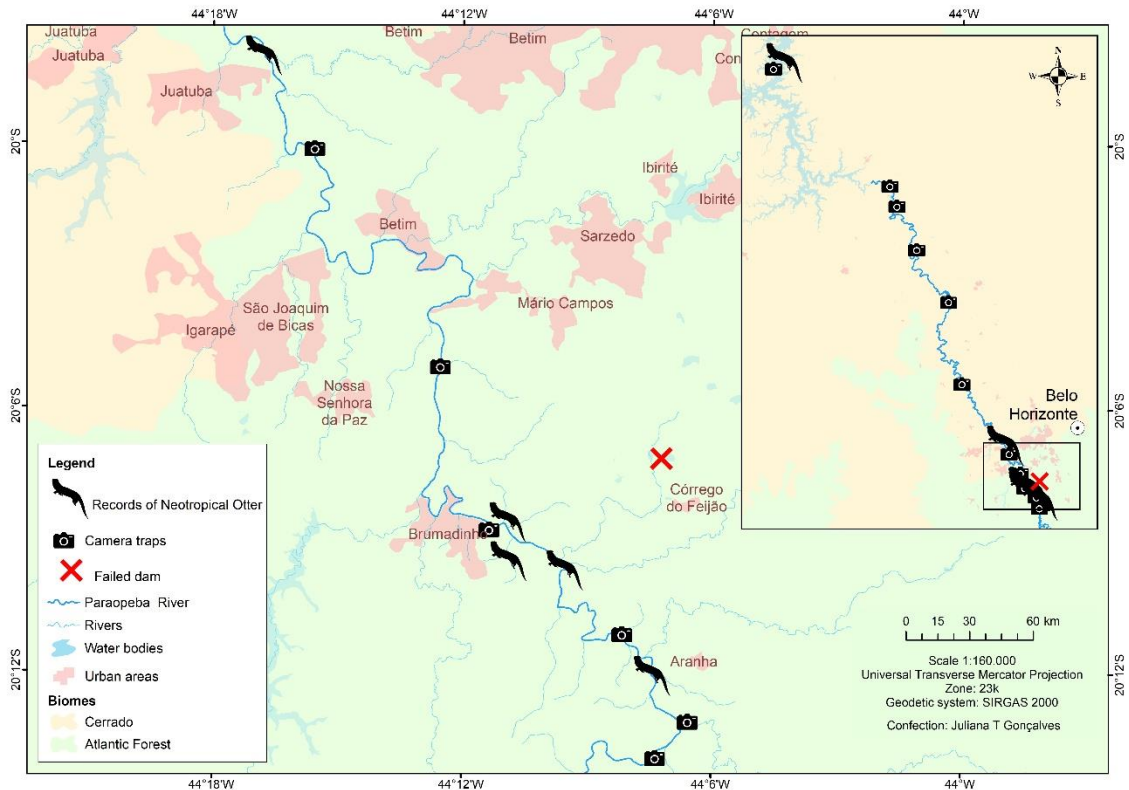 44°18'W
44°12'W
44°W
Juatuba
Juatuba
Juatuba
Betim
Betim
Con
Contagem
N
W
E
S
20°S
20°S
Ibirité
Ibirité
Betim
Sarzedo
São Joaquim
de Bicas
Igarapé
Mário Campos
Nossa
Senhora
da Paz
20°6'S
20°6'S
Belo
Horizonte
Córrego
do Feijão
Brumadinho
Aranha
Legend
Records of Neotropical Otter
Camera traps
Failed dam
Paraopeba River
Rivers
Water bodies
Urban areas
Biomes
Cerrado
Atlantic Forest
0 15 30 60 km
Scale 1:160.000
Universal Transverse Mercator Projection
Zone: 23k
Geodetic system: SIRGAS 2000
Confection: Juliana T Gonçalves
20°12'S
20°12'S
44°18'W
44°12'W
44°6'W
44°W